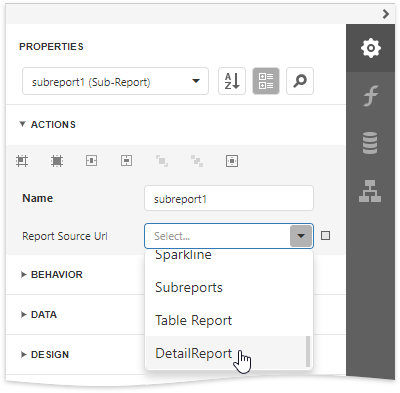 PROPERTIES
subreport1 (Sub-Report)
ACTIONS
Name subreport1
Report Source Url Select...
Sparkline
BEHAVIOR
Subreports
DATA
Table Report
DESIGN
DetailReport